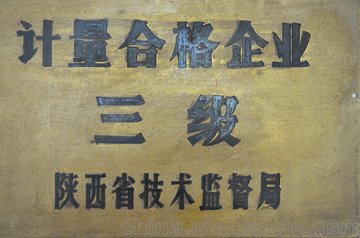 计量合格企业
三级
陕西省技术监督局